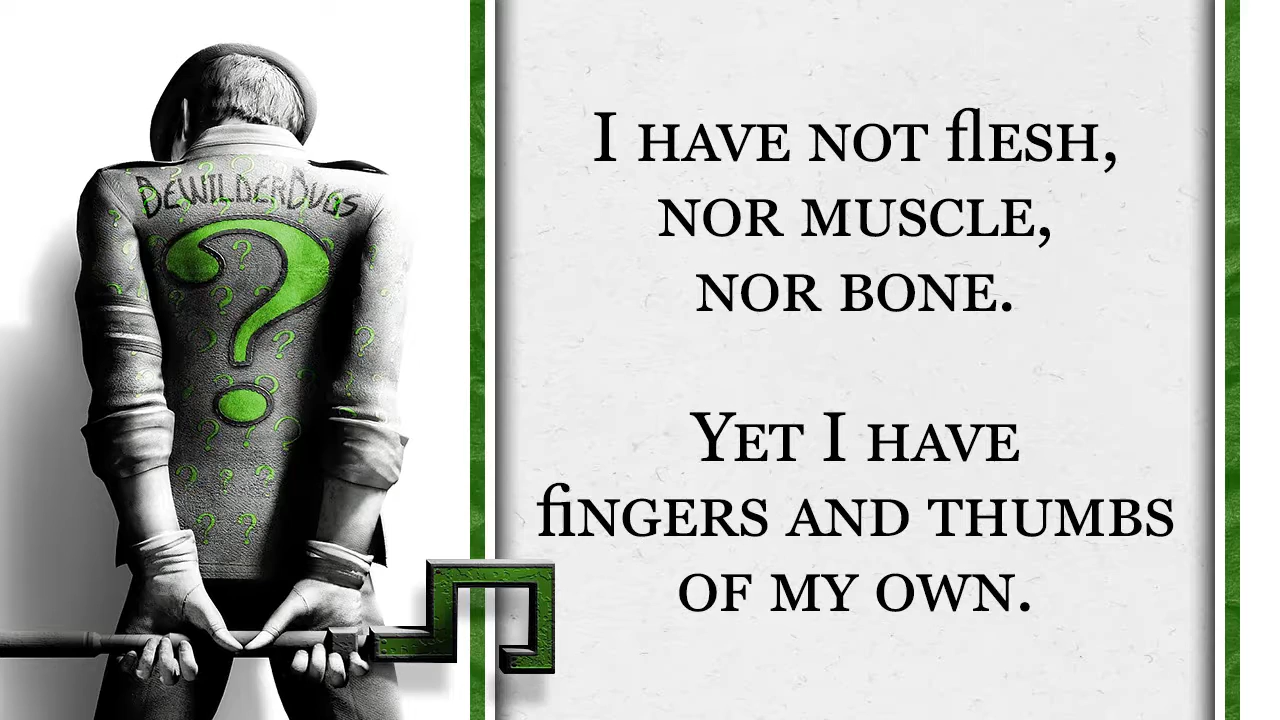 BEWILDERBUGS
?
I HAVE NOT flESH,
NOR MUSCLE,
NOR BONE.
YET I HAVE
fiNGERS AND THUMBS
OF MY OWN.